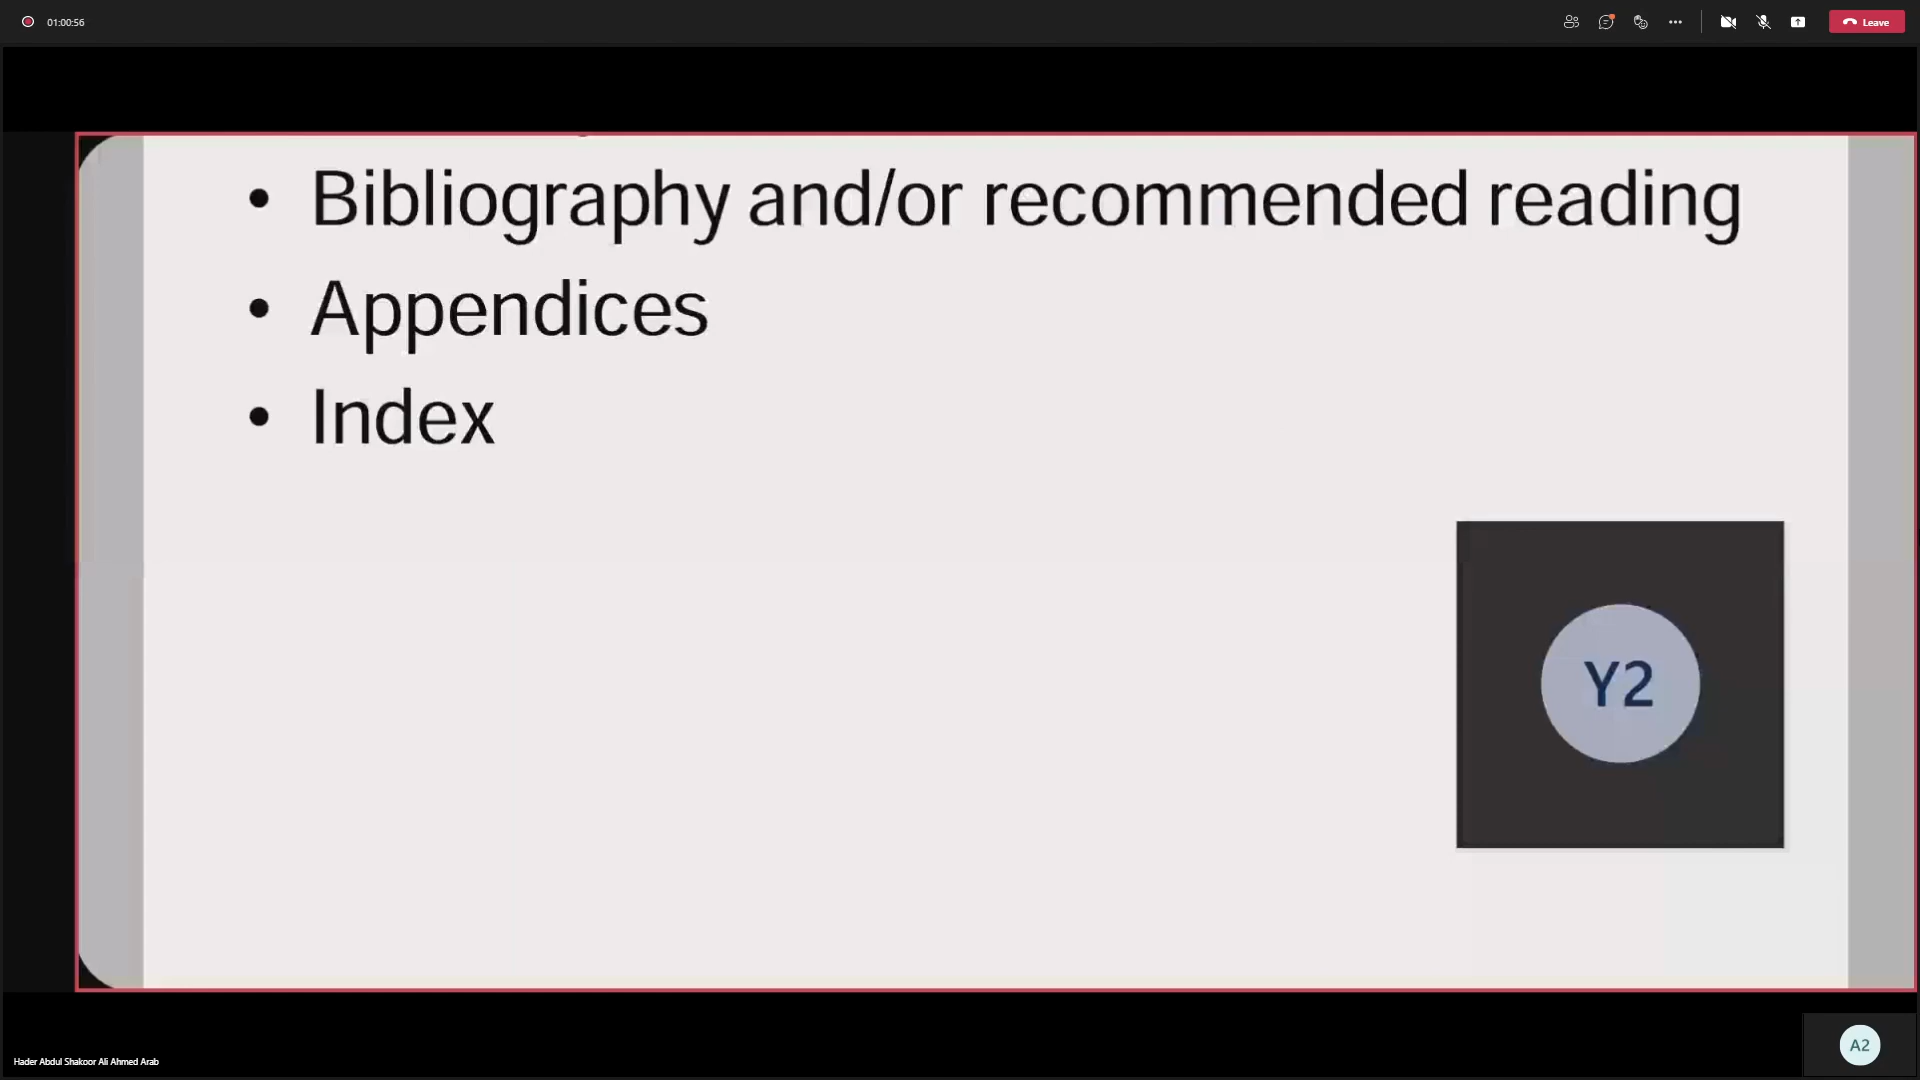 01:00:56
Leave
• Bibliography and/or recommended reading
• Appendices
• Index
Y2
Hader Abdul Shakoor Ali Ahmed Arab
A2